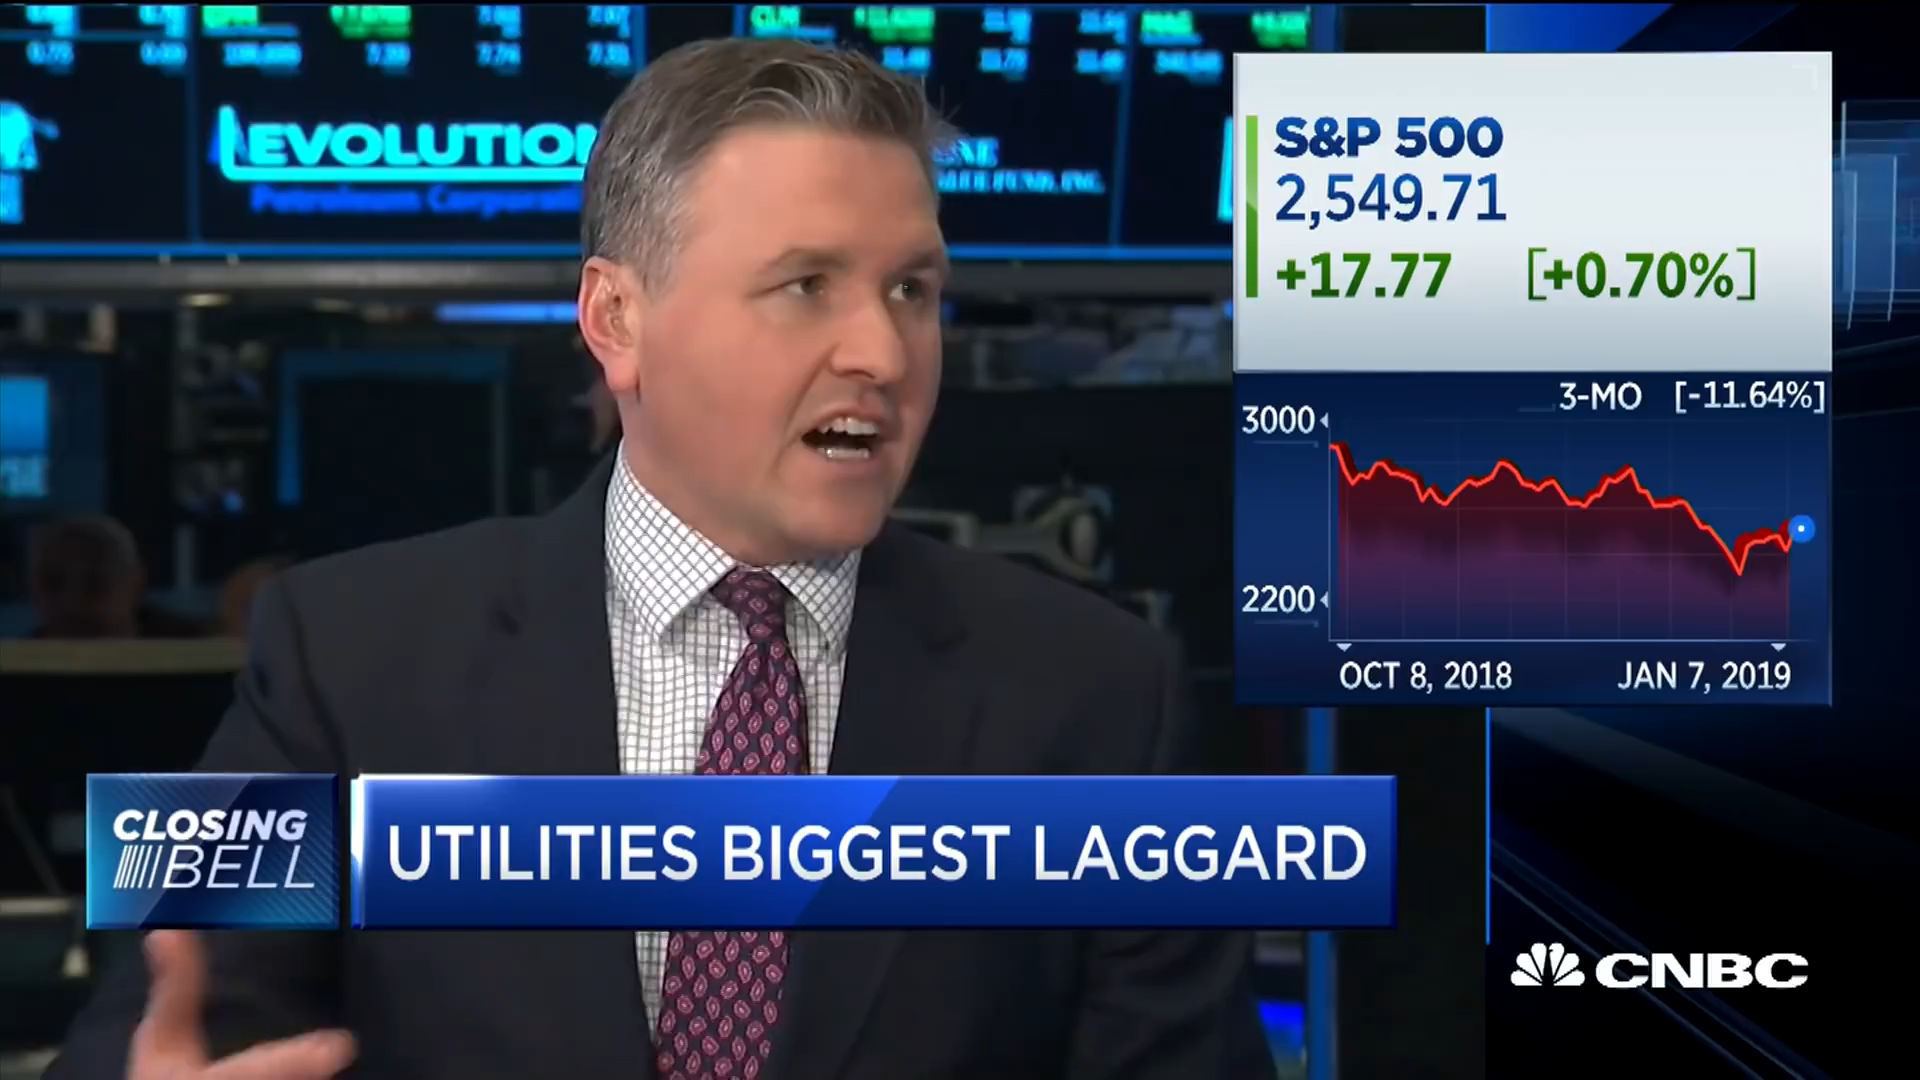 EVOLUTION
Petroleum
S&P 500
2,549.71
+17.77 [+0.70%]
3-MO [-11.64%]
3000
2200
OCT 8, 2018 JAN 7, 2019
CLOSING
BELL
UTILITIES BIGGEST LAGGARD
CNBC